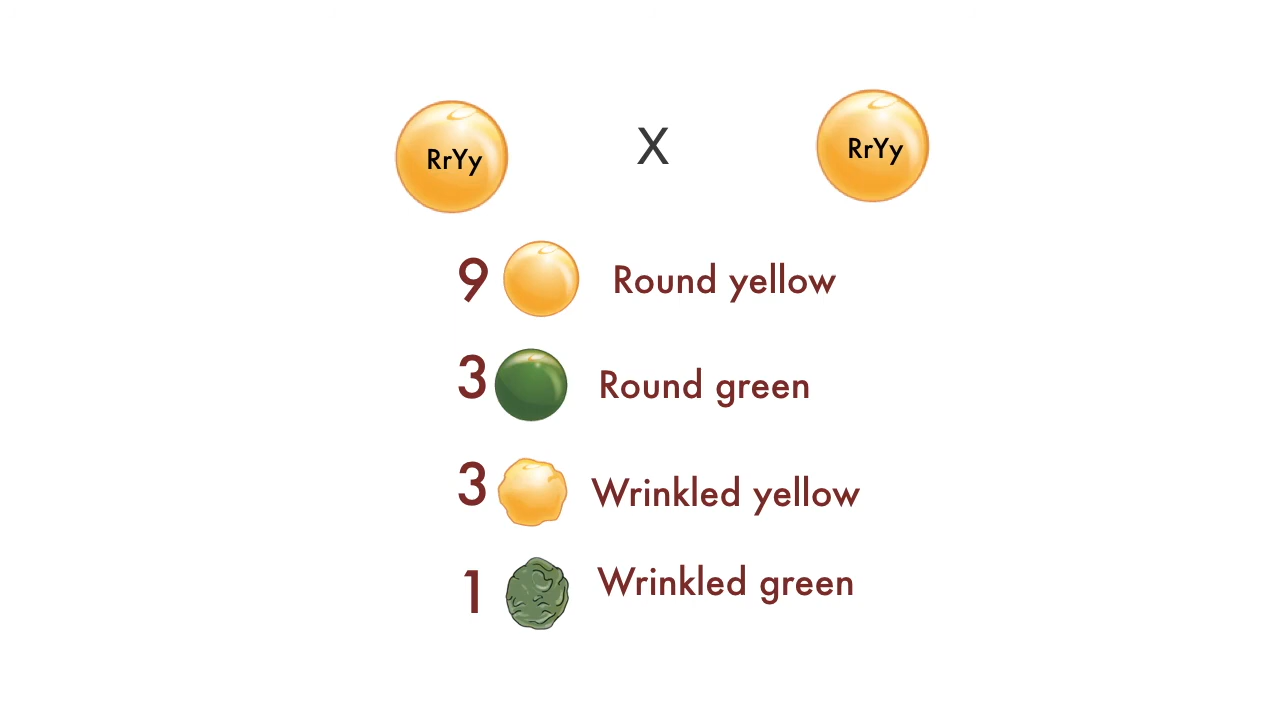 RrYy X RrYy
9 Round yellow
3 Round green
3 Wrinkled yellow
1 Wrinkled green